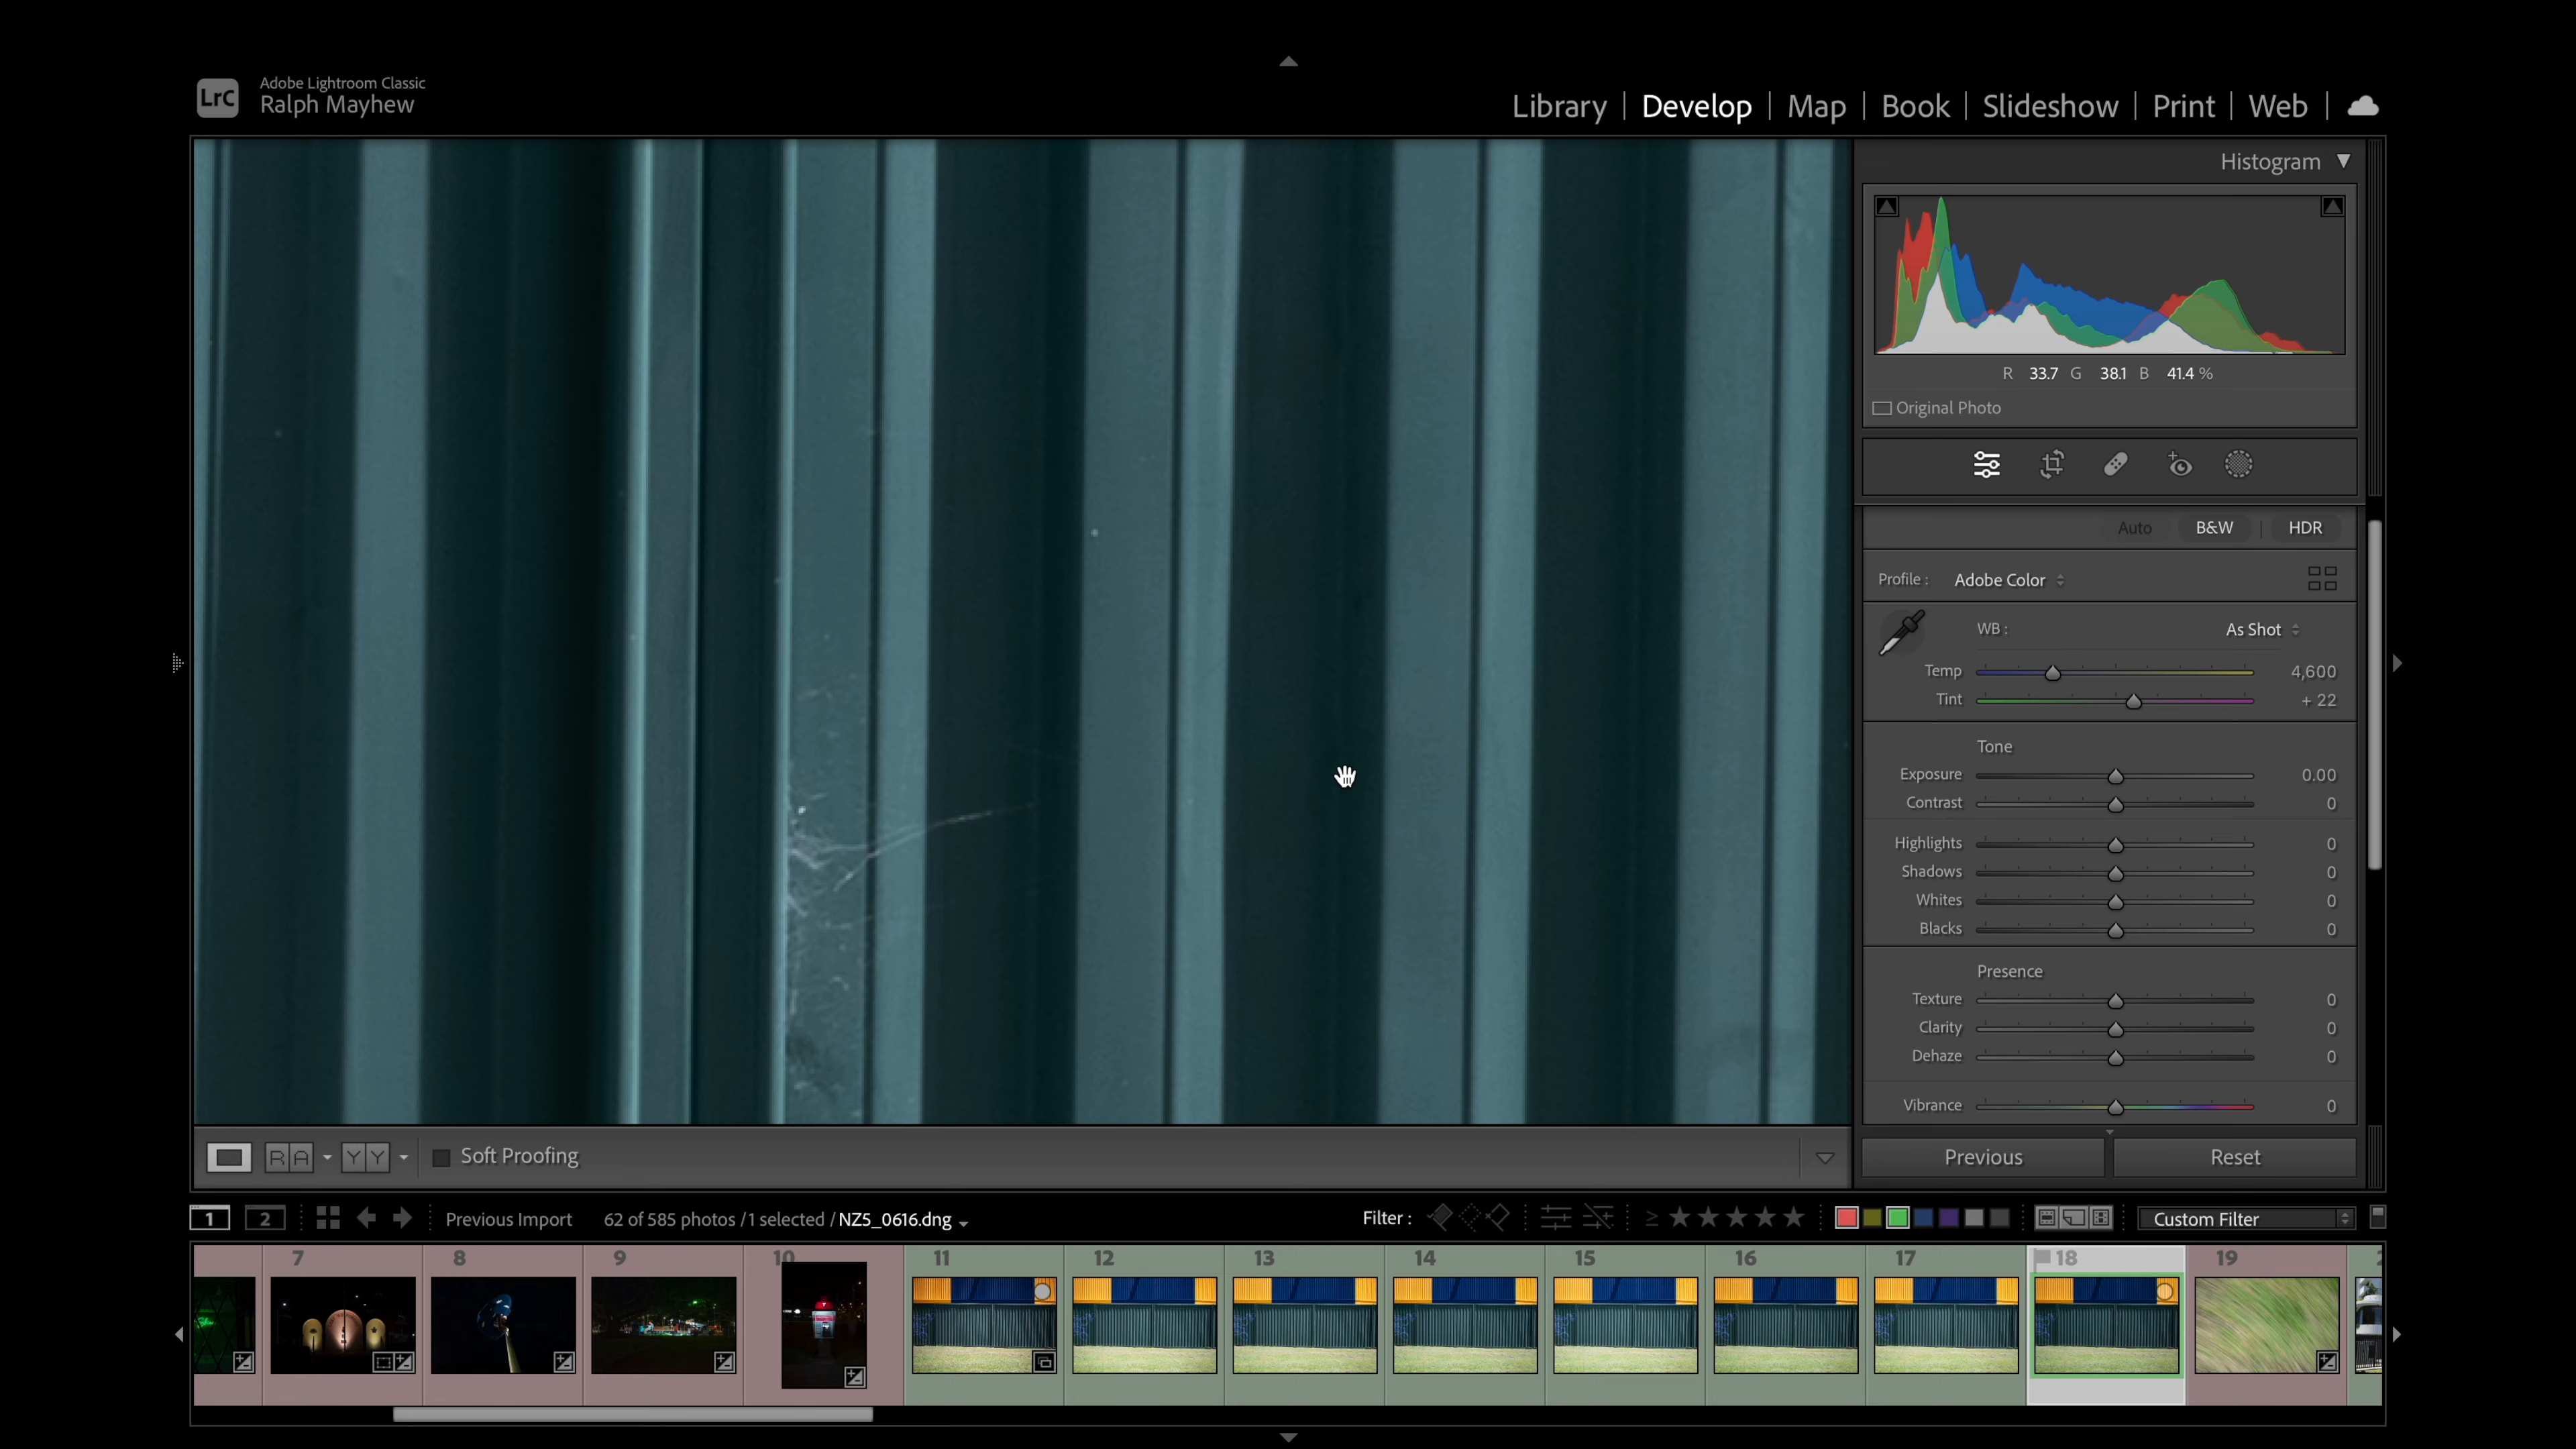 LrC
Adobe Lightroom Classic
Ralph Mayhew
Library | Develop | Map | Book | Slideshow | Print | Web |
Histogram
R 33.7 G 38.1 B 41.4 %
Original Photo
Auto B&W | HDR
Profile : Adobe Color
WB : As Shot
Temp 4,600
Tint + 22
Tone
Exposure 0.00
Contrast 0
Highlights 0
Shadows 0
Whites 0
Blacks 0
Presence
Texture 0
Clarity 0
Dehaze 0
Vibrance 0
R A Y Y Soft Proofing
Previous Reset
1 2 Previous Import 62 of 585 photos / 1 selected / NZ5_0616.dng Filter : ≥ Custom Filter
7 8 9 10 11 12 13 14 15 16 17 18 19 2